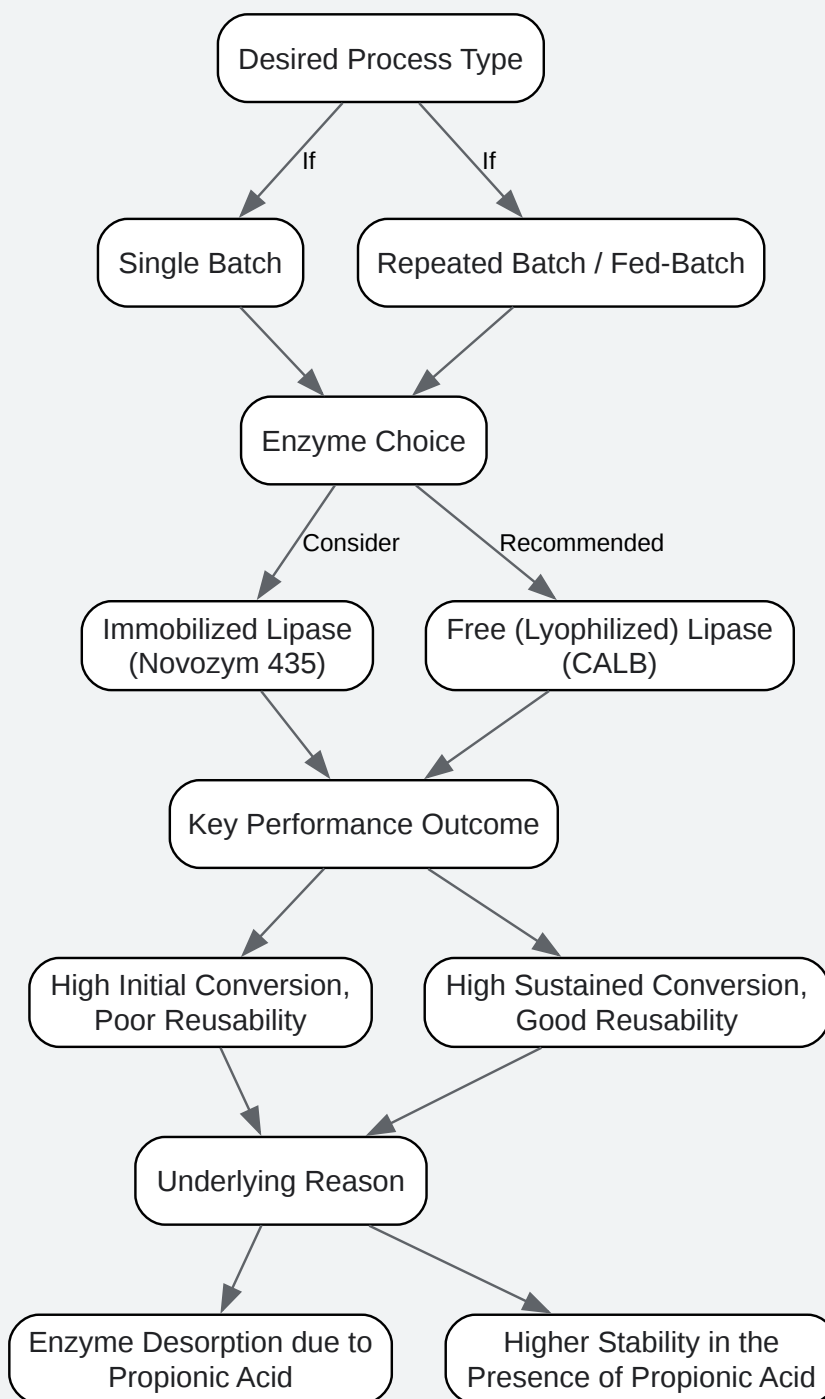 Desired Process Type
If
If
Single Batch
Repeated Batch / Fed-Batch
Enzyme Choice
Consider
Recommended
Immobilized Lipase
(Novozym 435)
Free (Lyophilized) Lipase
(CALB)
Key Performance Outcome
High Initial Conversion,
Poor Reusability
High Sustained Conversion,
Good Reusability
Underlying Reason
Enzyme Desorption due to
Propionic Acid
Higher Stability in the
Presence of Propionic Acid